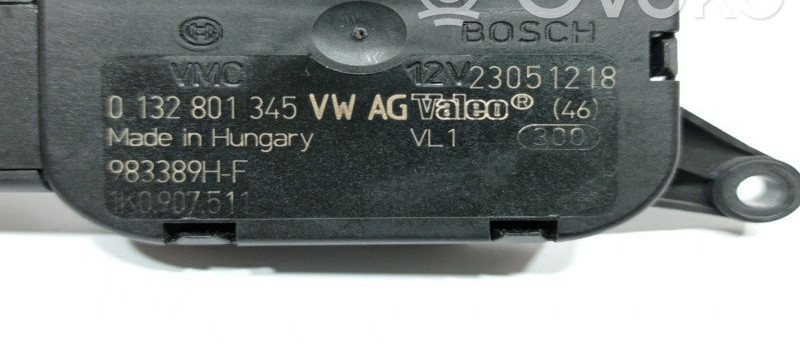 OVOKO
BOSCH
VMC 12V 23051218
0 132 801 345 VW AG Valeo® (46)
Made in Hungary VL1 300
983389H-F
1K0.907.511